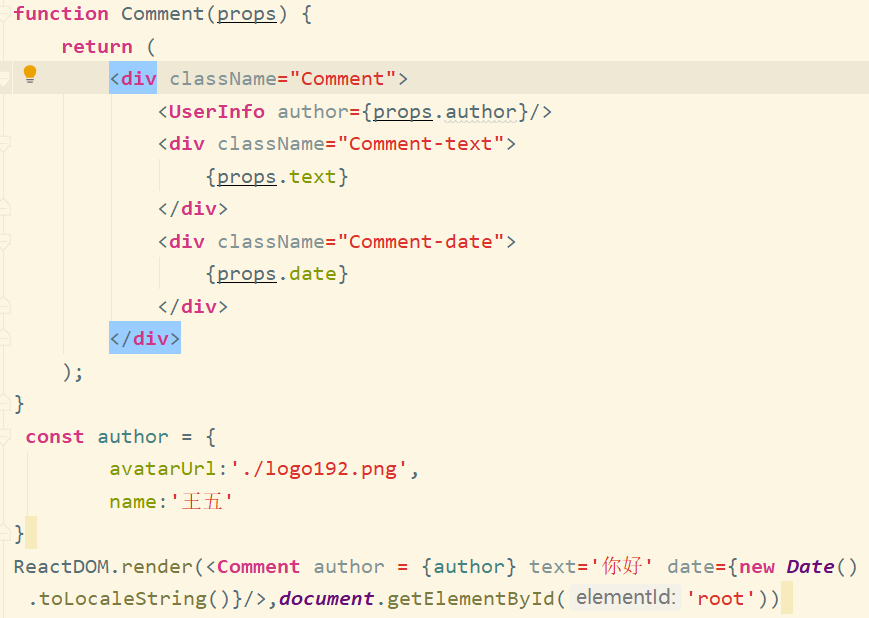 function Comment(props) {
    return (
        <div className="Comment">
            <UserInfo author={props.author}/>
            <div className="Comment-text">
                {props.text}
            </div>
            <div className="Comment-date">
                {props.date}
            </div>
        </div>
    );
}
 const author = {
        avatarUrl:'./logo192.png',
        name:'王五'
}
ReactDOM.render(<Comment author = {author} text='你好' date={new Date()
 .toLocaleString()}/>,document.getElementById( elementId: 'root'))